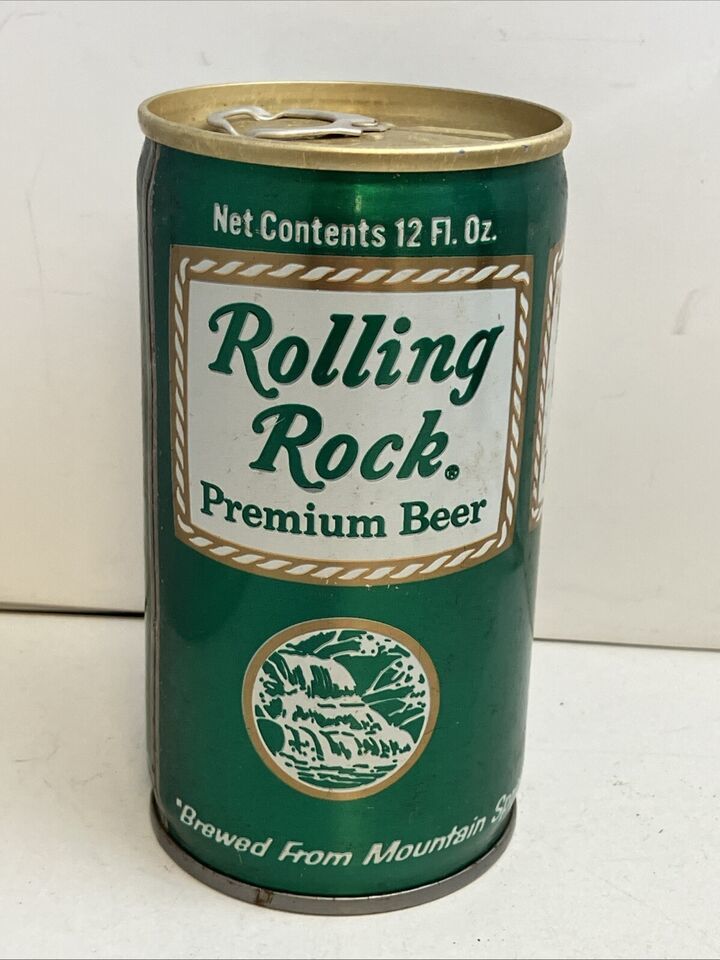 Net Contents 12 Fl. Oz.
Rolling
Rock®
Premium Beer
"Brewed From Mountain